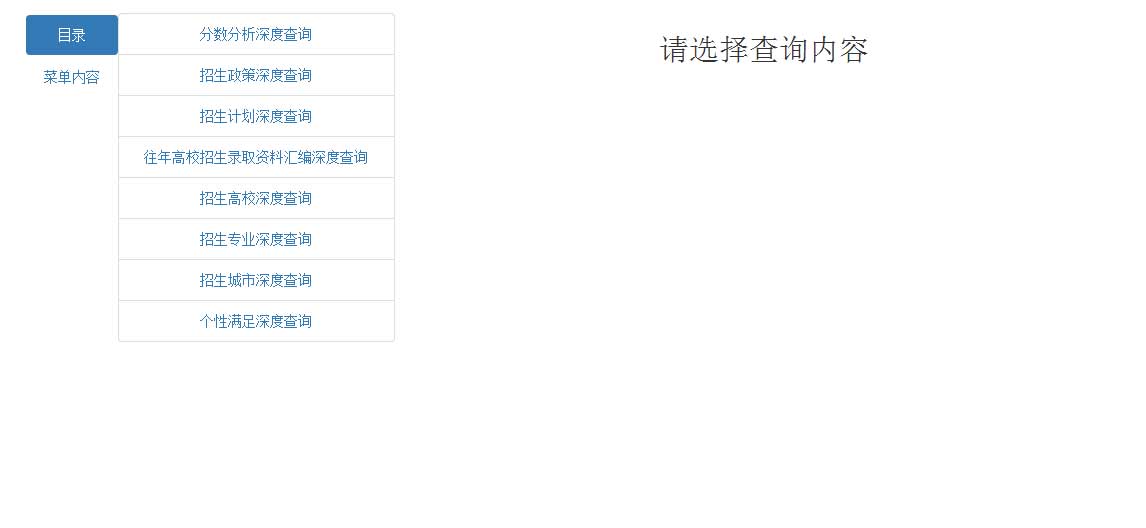 目录
菜单内容
分数分析深度查询
招生政策深度查询
招生计划深度查询
往年高校招生录取资料汇编深度查询
招生高校深度查询
招生专业深度查询
招生城市深度查询
个性满足深度查询
请选择查询内容